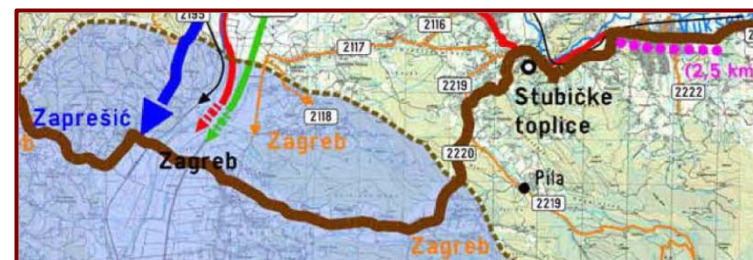 2195
2116
2117
(2,5 km
2219
2222
Zaprešić
Stubičke
toplice
2118
Zagreb
Zagreb
2220
Pila
2219
Zagreb